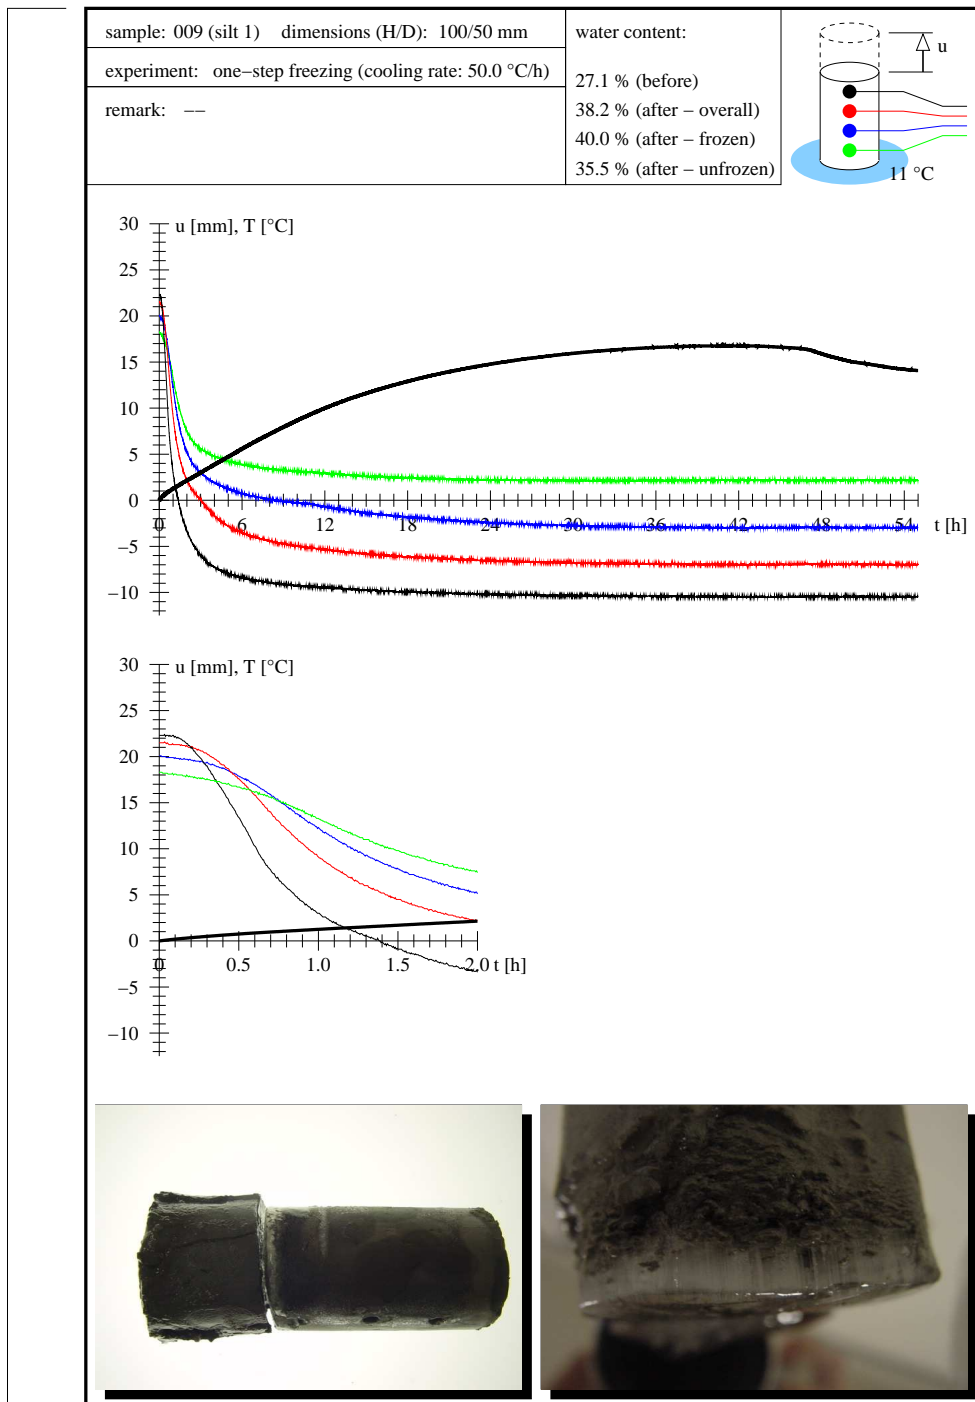 sample: 009 (silt 1) dimensions (H/D): 100/50 mm
experiment: one−step freezing (cooling rate: 50.0 °C/h)
remark: −−
water content:
27.1 % (before)
38.2 % (after − overall)
40.0 % (after − frozen)
35.5 % (after − unfrozen)
u
11 °C
u [mm], T [°C]
30
25
20
15
10
5
0
−5
−10
0 6 12 18 24 30 36 42 48 54 t [h]
u [mm], T [°C]
30
25
20
15
10
5
0
−5
−10
0 0.5 1.0 1.5 2.0 t [h]